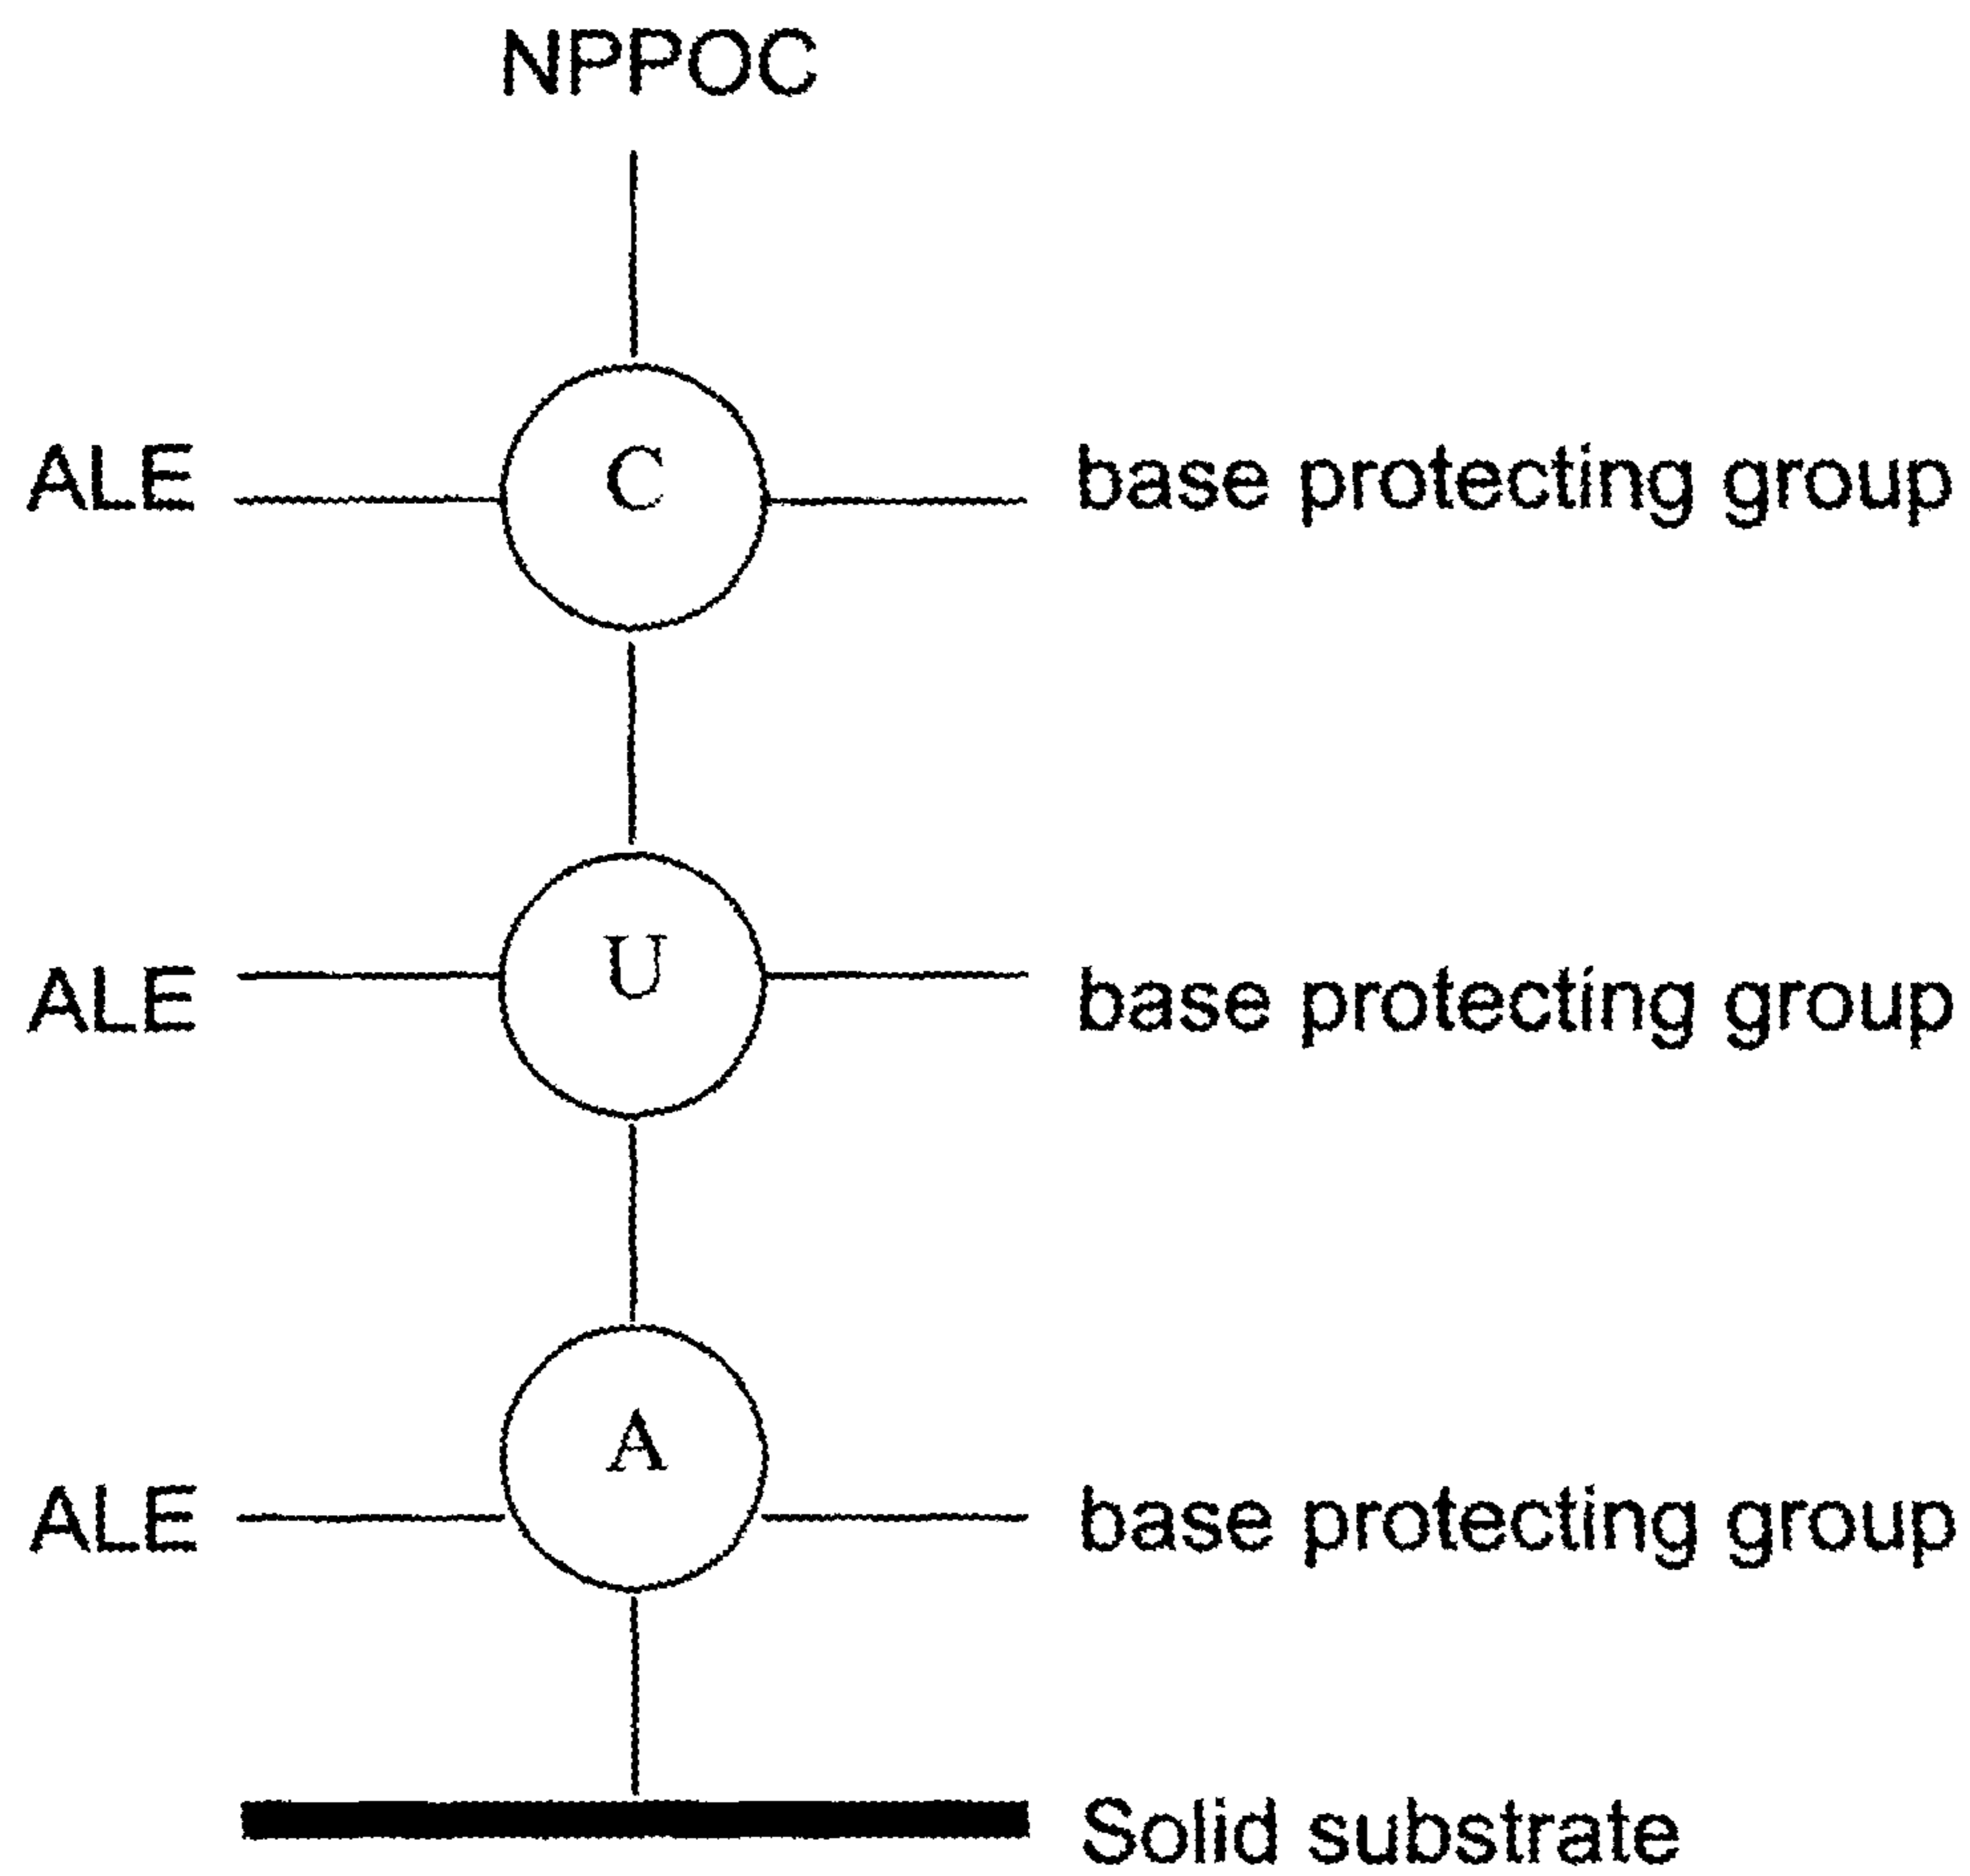 NPPOC
ALE C base protecting group
ALE U base protecting group
ALE A base protecting group
Solid substrate